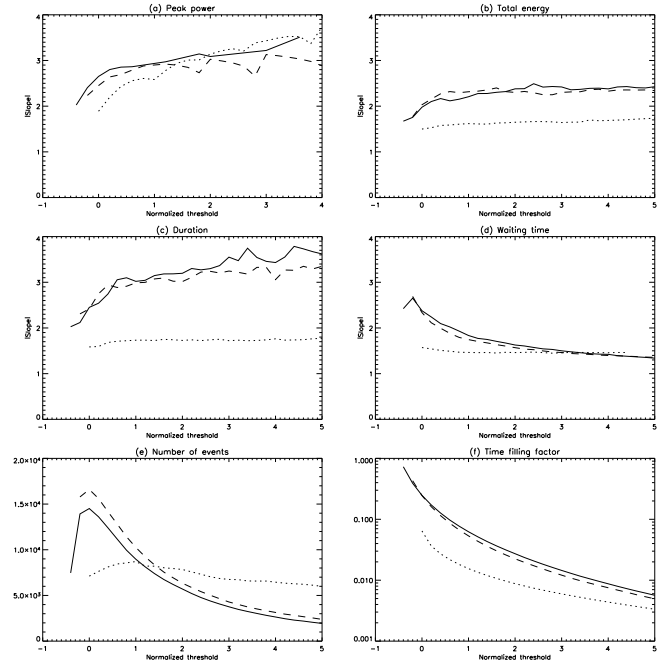 (a) Peak power
4
3
2
1
0
|Slope|
-1 0 1 2 3 4
Normalized threshold
(b) Total energy
4
3
2
1
0
|Slope|
-1 0 1 2 3 4 5
Normalized threshold
(c) Duration
4
3
2
1
0
|Slope|
-1 0 1 2 3 4 5
Normalized threshold
(d) Waiting time
4
3
2
1
0
|Slope|
-1 0 1 2 3 4 5
Normalized threshold
(e) Number of events
2.0×10⁴
1.5×10⁴
1.0×10⁴
5.0×10³
0
-1 0 1 2 3 4 5
Normalized threshold
(f) Time filling factor
1.000
0.100
0.010
0.001
-1 0 1 2 3 4 5
Normalized threshold